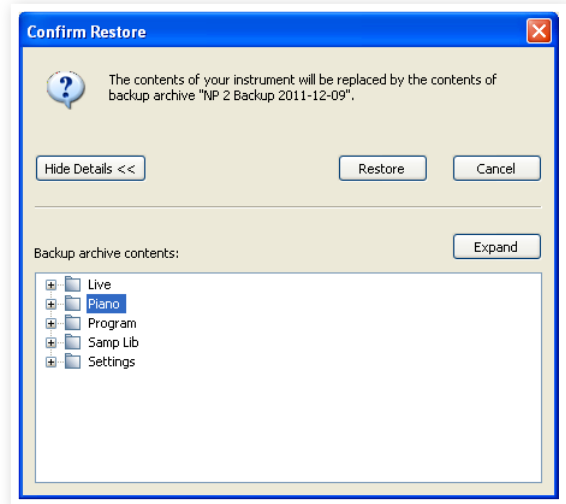 Confirm Restore
The contents of your instrument will be replaced by the contents of
backup archive "NP 2 Backup 2011-12-09".
Hide Details <<
Restore
Cancel
Expand
Backup archive contents:
Live
Piano
Program
Samp Lib
Settings